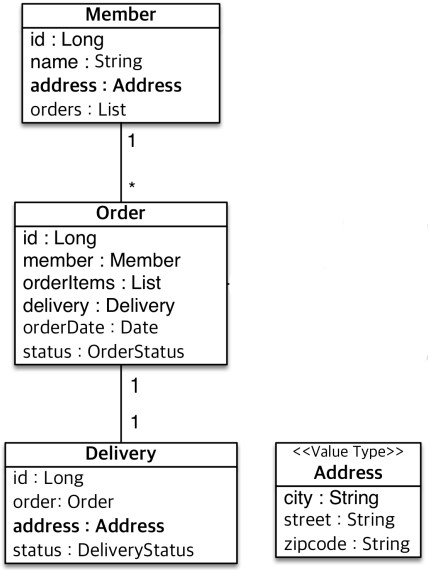 Member
id : Long
name : String
address : Address
orders : List
1
*
Order
id : Long
member : Member
orderItems : List
delivery : Delivery
orderDate : Date
status : OrderStatus
1
1
Delivery
id : Long
order: Order
address : Address
status : DeliveryStatus
<<Value Type>>
Address
city : String
street : String
zipcode : String